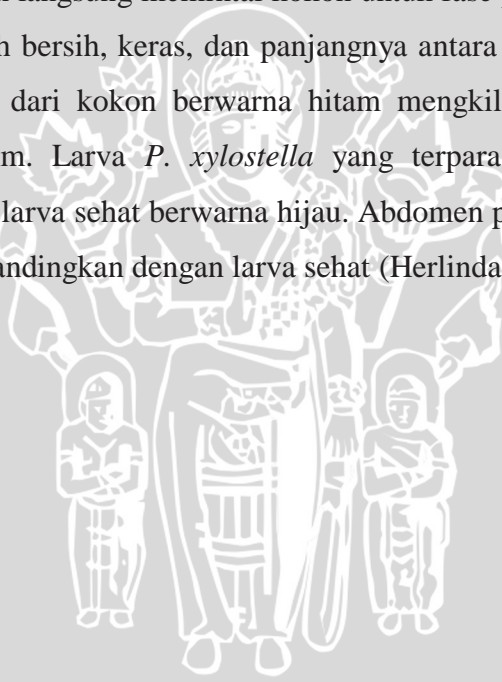 langsung memintal kokon untuk fase
bersih, keras, dan panjangnya antara
dari kokon berwarna hitam mengkil
Larva P. xylostella yang terpara
larva sehat berwarna hijau. Abdomen p
andingkan dengan larva sehat (Herlinda